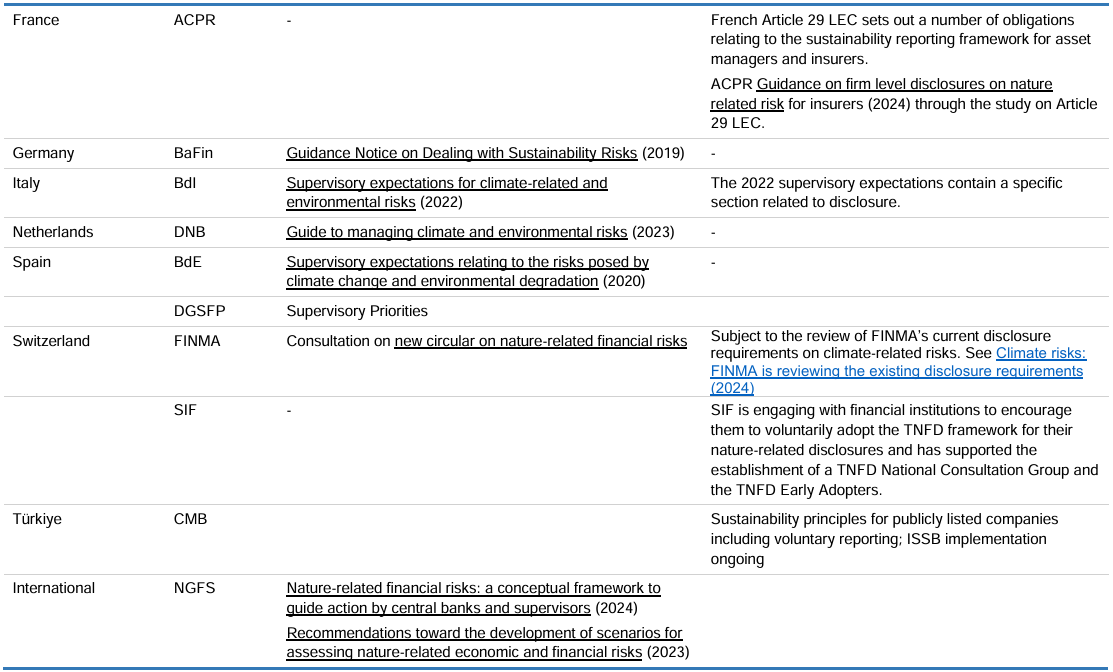 France ACPR - French Article 29 LEC sets out a number of obligations
relating to the sustainability reporting framework for asset
managers and insurers.
ACPR Guidance on firm level disclosures on nature
related risk for insurers (2024) through the study on Article
29 LEC.
Germany BaFin Guidance Notice on Dealing with Sustainability Risks (2019) -
Italy BdI Supervisory expectations for climate-related and
environmental risks (2022)
The 2022 supervisory expectations contain a specific
section related to disclosure.
Netherlands DNB Guide to managing climate and environmental risks (2023) -
Spain BdE Supervisory expectations relating to the risks posed by
climate change and environmental degradation (2020)
-
DGSFP Supervisory Priorities
Switzerland FINMA Consultation on new circular on nature-related financial risks
Subject to the review of FINMA's current disclosure
requirements on climate-related risks. See Climate risks:
FINMA is reviewing the existing disclosure requirements
(2024)
SIF - SIF is engaging with financial institutions to encourage
them to voluntarily adopt the TNFD framework for their
nature-related disclosures and has supported the
establishment of a TNFD National Consultation Group and
the TNFD Early Adopters.
Türkiye CMB Sustainability principles for publicly listed companies
including voluntary reporting; ISSB implementation
ongoing
International NGFS Nature-related financial risks: a conceptual framework to
guide action by central banks and supervisors (2024)
Recommendations toward the development of scenarios for
assessing nature-related economic and financial risks (2023)